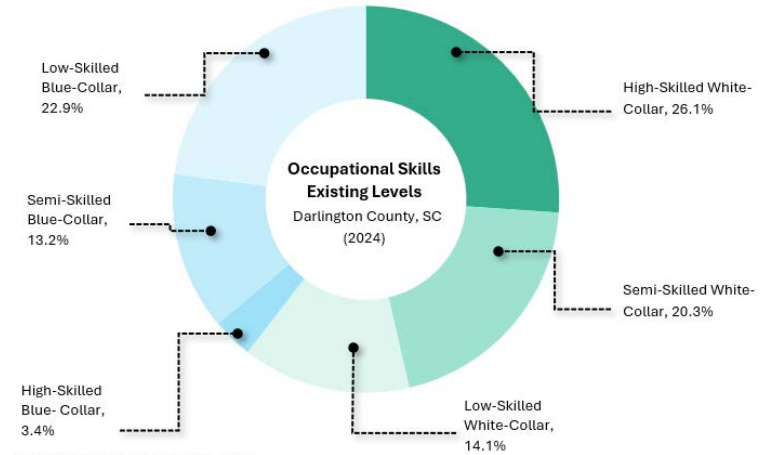 Low-Skilled
Blue-Collar,
22.9%
High-Skilled White-
Collar, 26.1%
Occupational Skills
Existing Levels
Darlington County, SC
(2024)
Semi-Skilled
Blue-Collar,
13.2%
Semi-Skilled White-
Collar, 20.3%
High-Skilled
Blue- Collar,
3.4%
Low-Skilled
White-Collar,
14.1%